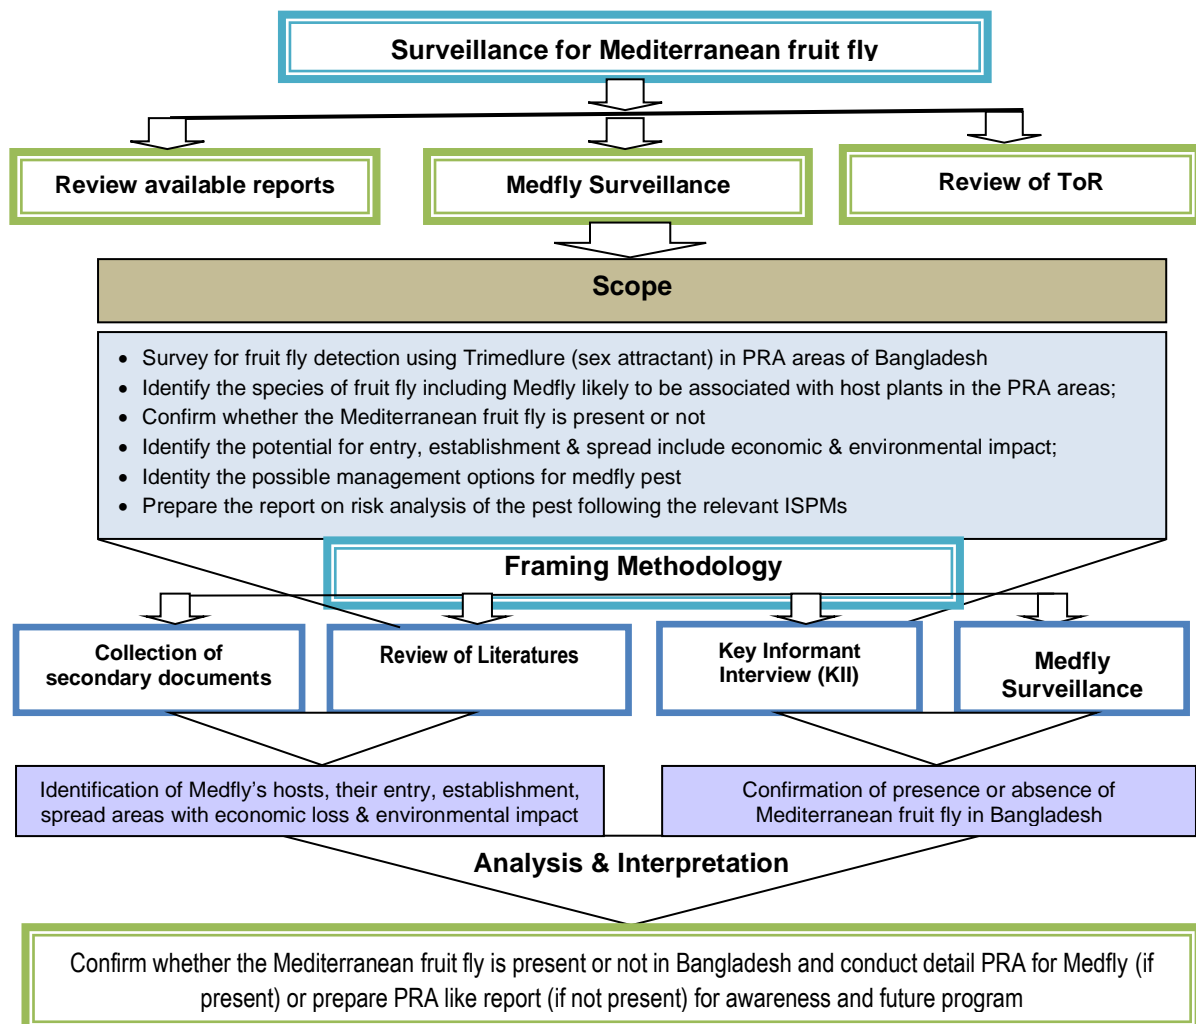 Surveillance for Mediterranean fruit fly
Review available reports
Medfly Surveillance
Review of ToR
Scope
• Survey for fruit fly detection using Trimedlure (sex attractant) in PRA areas of Bangladesh
• Identify the species of fruit fly including Medfly likely to be associated with host plants in the PRA areas;
• Confirm whether the Mediterranean fruit fly is present or not
• Identify the potential for entry, establishment & spread include economic & environmental impact;
• Identity the possible management options for medfly pest
• Prepare the report on risk analysis of the pest following the relevant ISPMs
Framing Methodology
Collection of
secondary documents
Review of Literatures
Key Informant
Interview (KII)
Medfly
Surveillance
Identification of Medfly's hosts, their entry, establishment,
spread areas with economic loss & environmental impact
Confirmation of presence or absence of
Mediterranean fruit fly in Bangladesh
Analysis & Interpretation
Confirm whether the Mediterranean fruit fly is present or not in Bangladesh and conduct detail PRA for Medfly (if
present) or prepare PRA like report (if not present) for awareness and future program